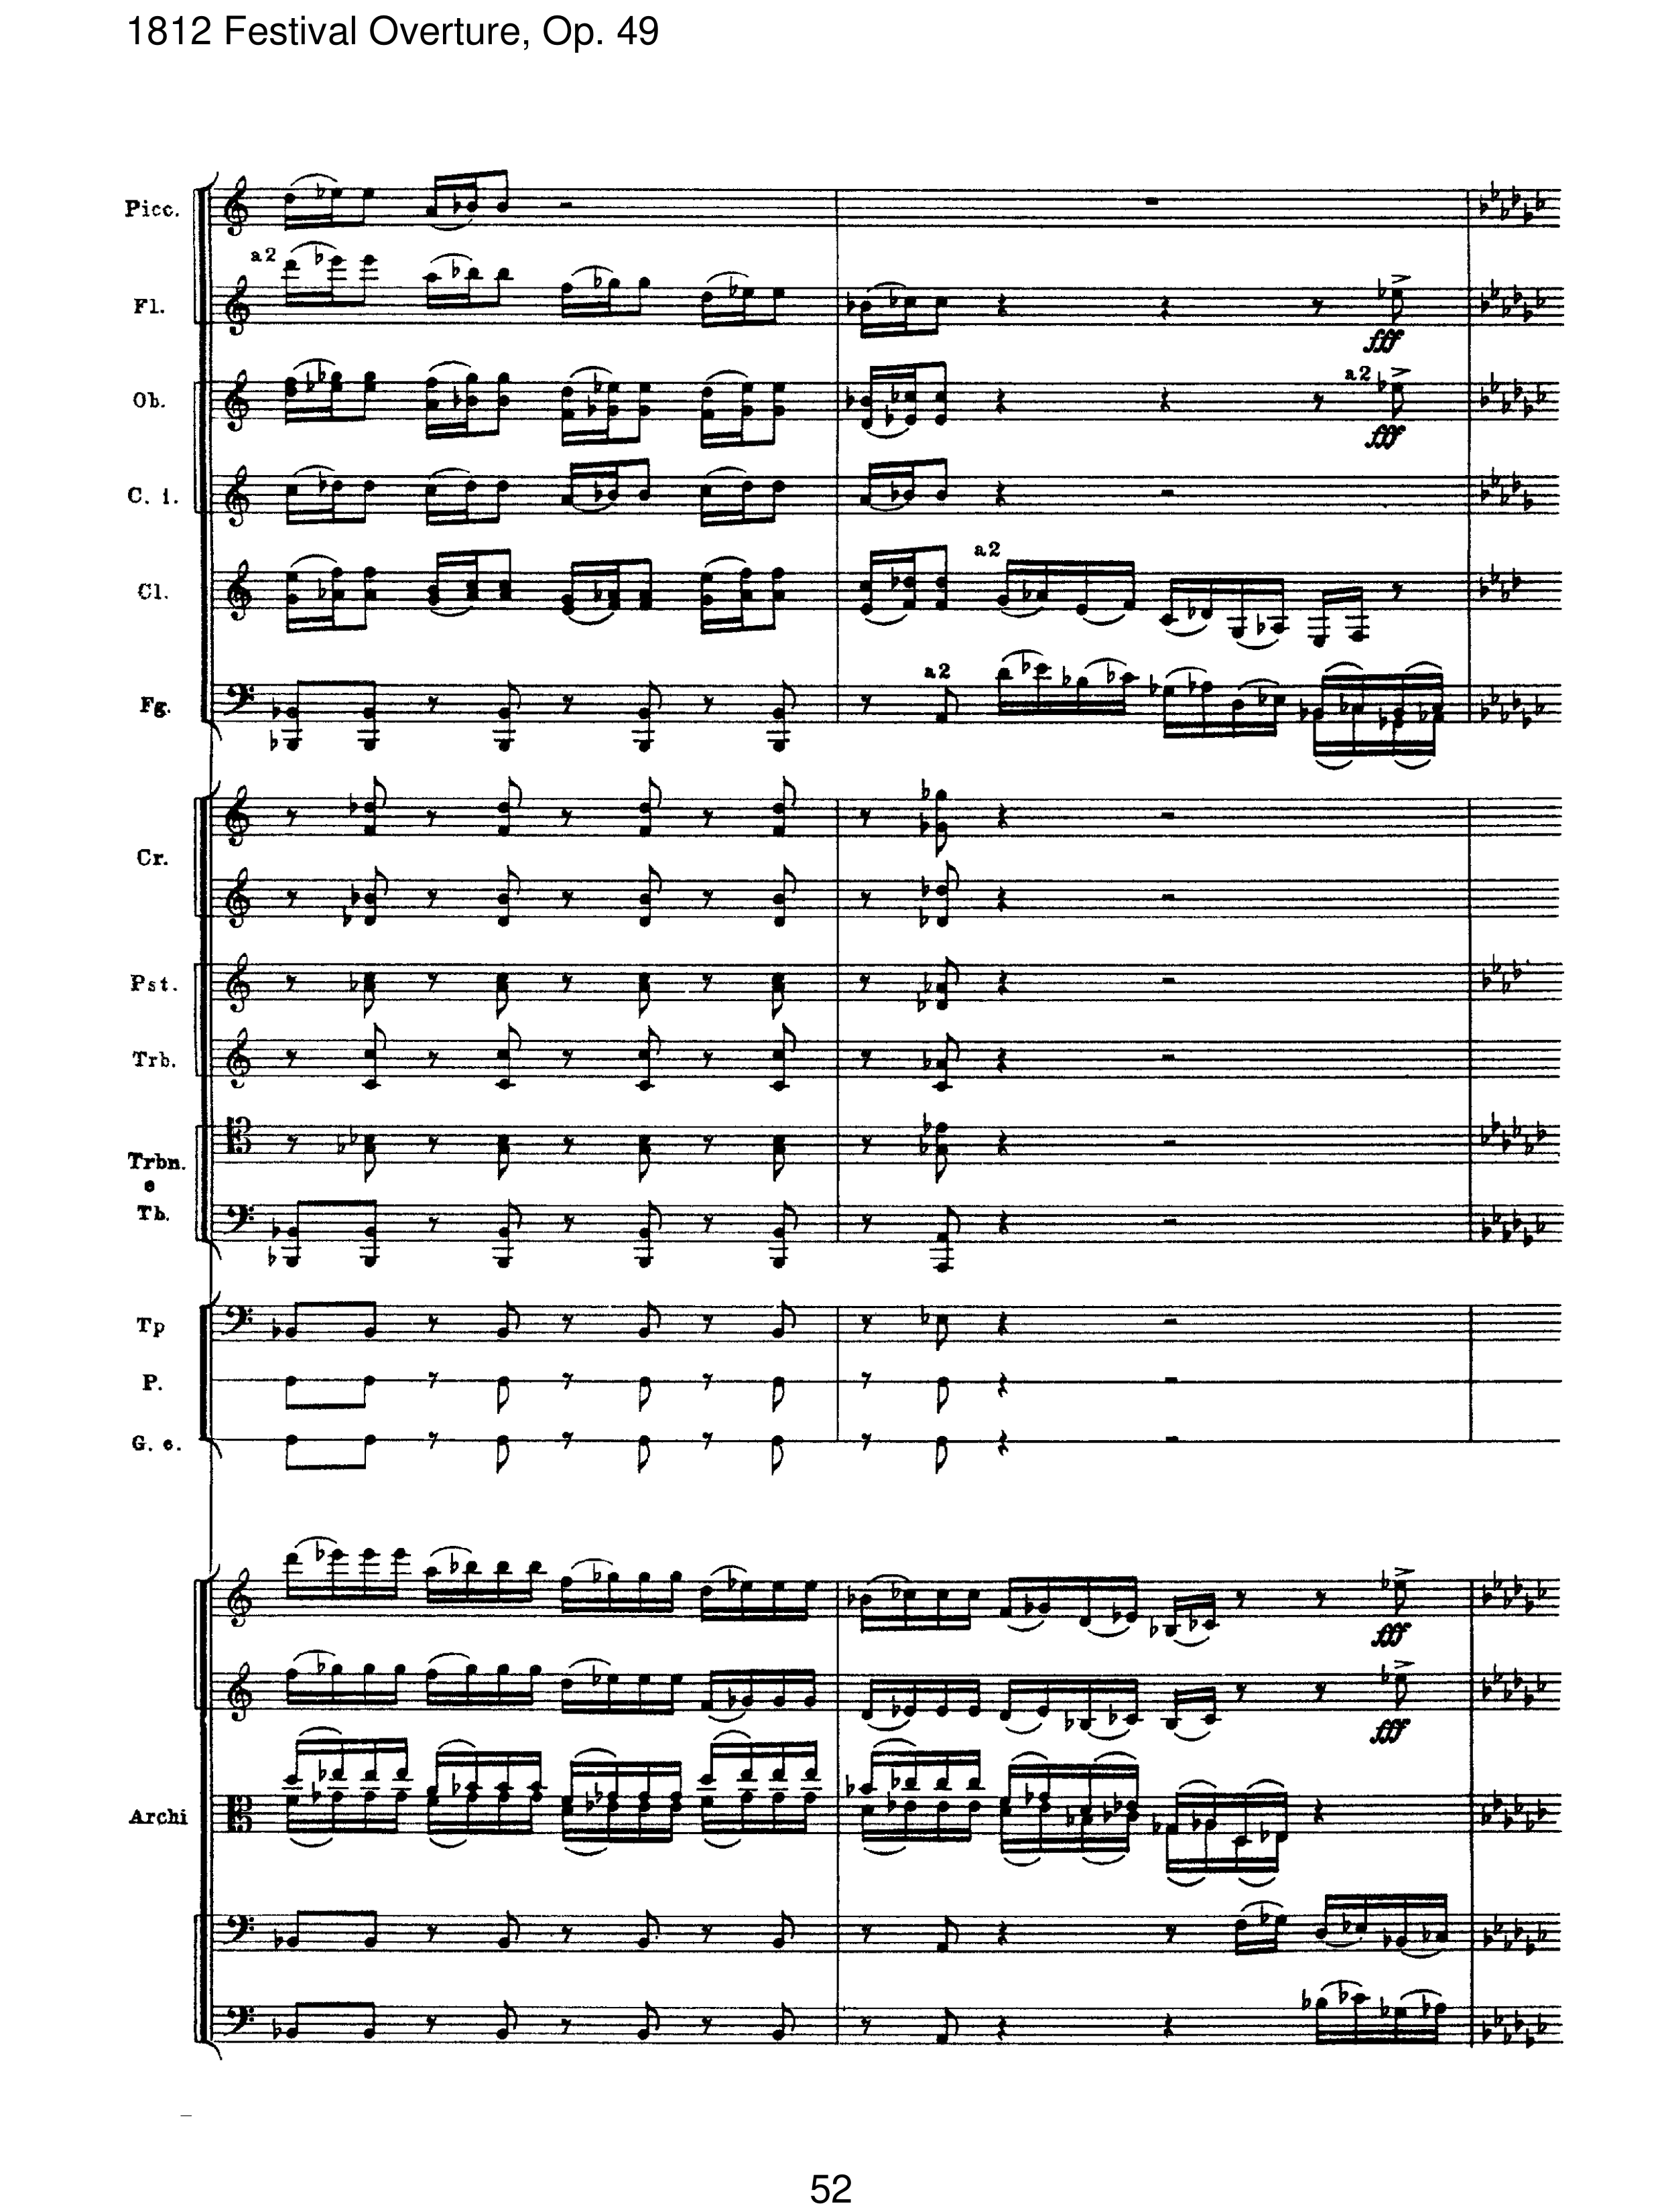 1812 Festival Overture, Op. 49
Picc.
a2
Fl.
fff
Ob.
a2
fff
C. i.
Cl.
a2
Fg.
a2
Cr.
Pst.
Trb.
Trbn.
e
Tb.
Tp
P.
G. c.
fff
fff
Archi
52